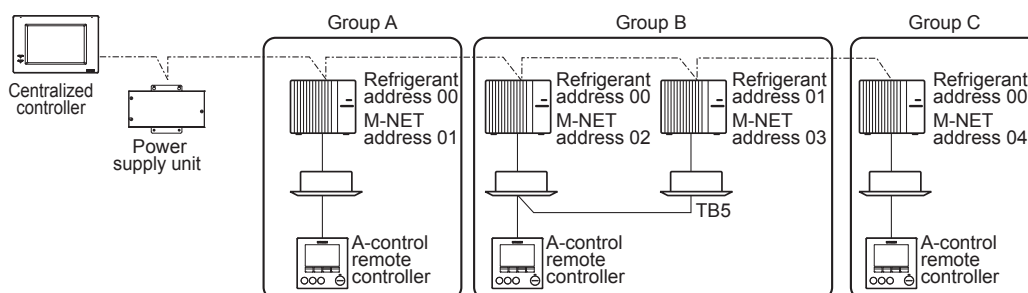 Group A
Group B
Group C
Centralized
controller
Power
supply unit
Refrigerant
address 00
M-NET
address 01
Refrigerant
address 00
M-NET
address 02
Refrigerant
address 01
M-NET
address 03
Refrigerant
address 00
M-NET
address 04
TB5
A-control
remote
controller
A-control
remote
controller
A-control
remote
controller